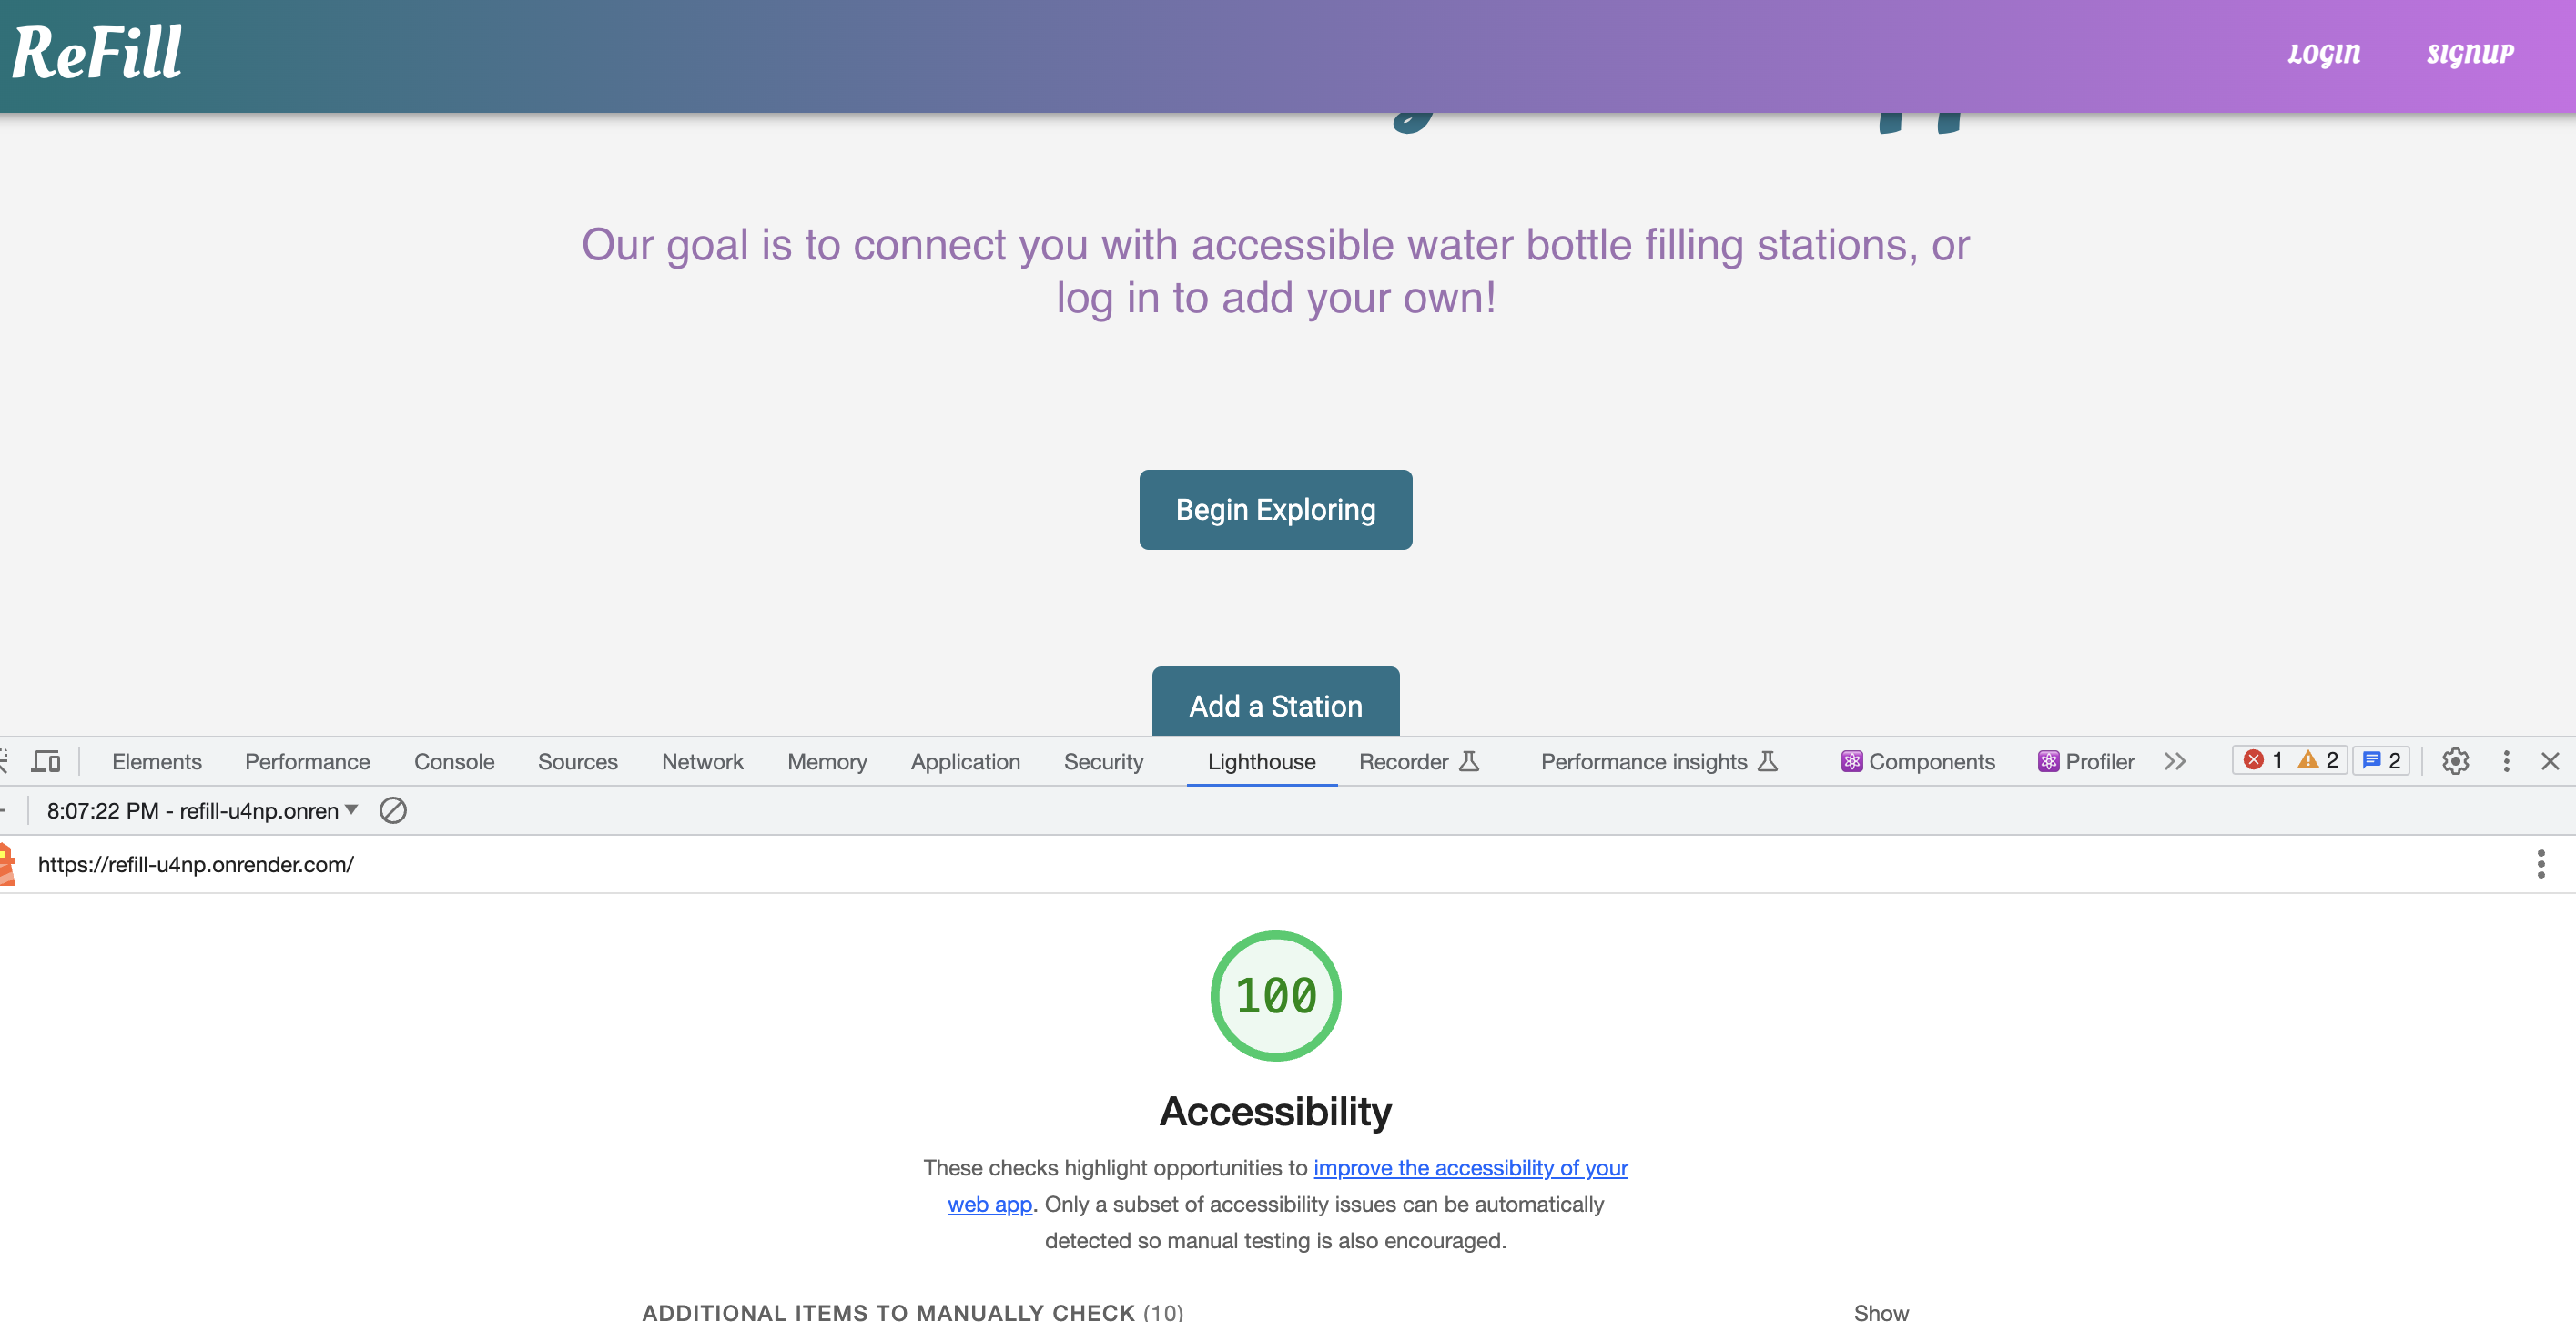 ReFill
LOGIN SIGNUP
Our goal is to connect you with accessible water bottle filling stations, or
log in to add your own!
Begin Exploring
Add a Station
Elements Performance Console Sources Network Memory Application Security Lighthouse Recorder Performance insights Components Profiler 1 2 2
8:07:22 PM - refill-u4np.onren
https://refill-u4np.onrender.com/
100
Accessibility
These checks highlight opportunities to improve the accessibility of your
web app. Only a subset of accessibility issues can be automatically
detected so manual testing is also encouraged.
ADDITIONAL ITEMS TO MANUALLY CHECK (10) Show